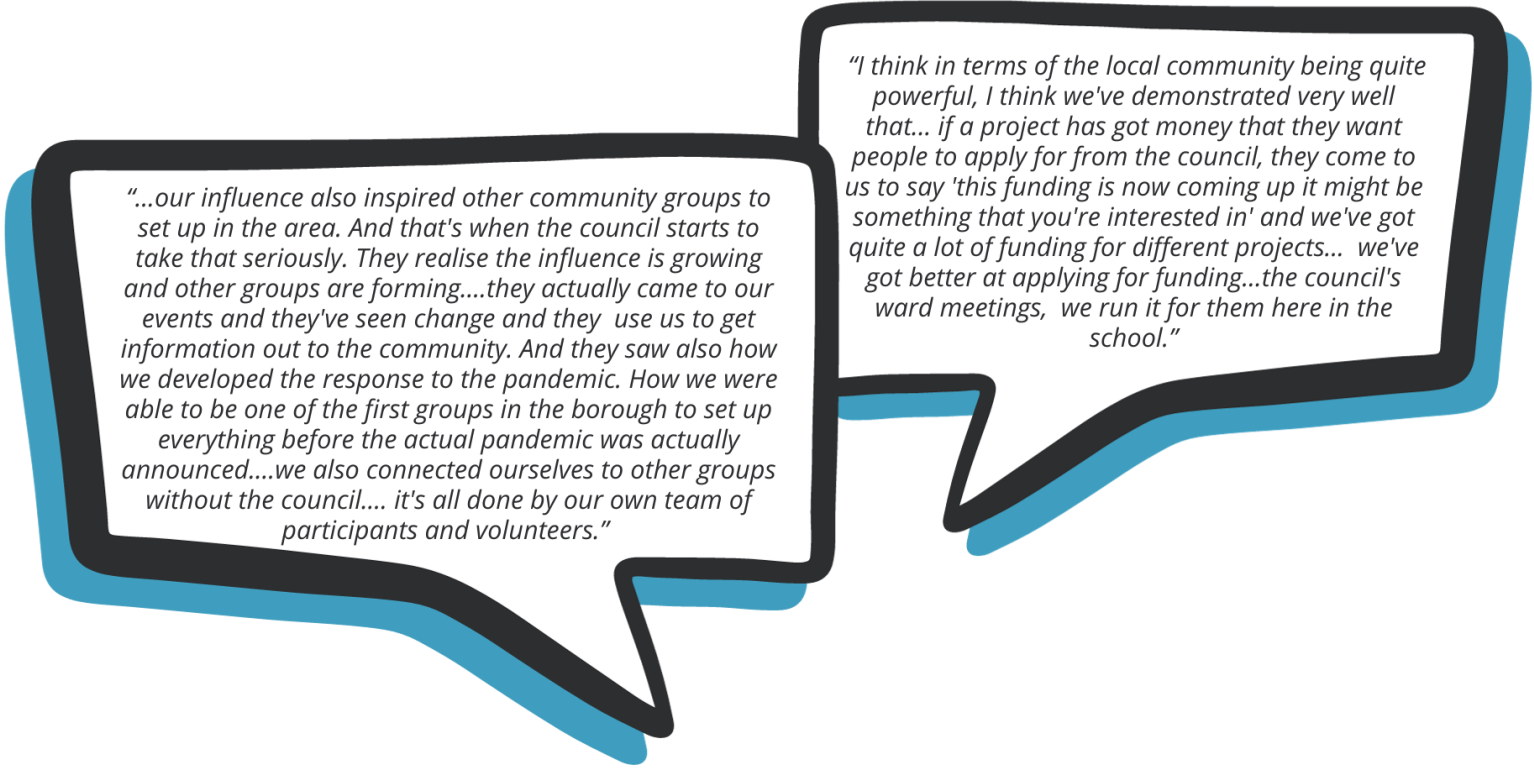 “...our influence also inspired other community groups to
set up in the area. And that's when the council starts to
take that seriously. They realise the influence is growing
and other groups are forming....they actually came to our
events and they've seen change and they  use us to get
information out to the community. And they saw also how
we developed the response to the pandemic. How we were
able to be one of the first groups in the borough to set up
everything before the actual pandemic was actually
announced....we also connected ourselves to other groups
without the council.... it's all done by our own team of
participants and volunteers.”
“I think in terms of the local community being quite
powerful, I think we've demonstrated very well
that... if a project has got money that they want
people to apply for from the council, they come to
us to say 'this funding is now coming up it might be
something that you're interested in' and we've got
quite a lot of funding for different projects...  we've
got better at applying for funding...the council's
ward meetings,  we run it for them here in the
school.”